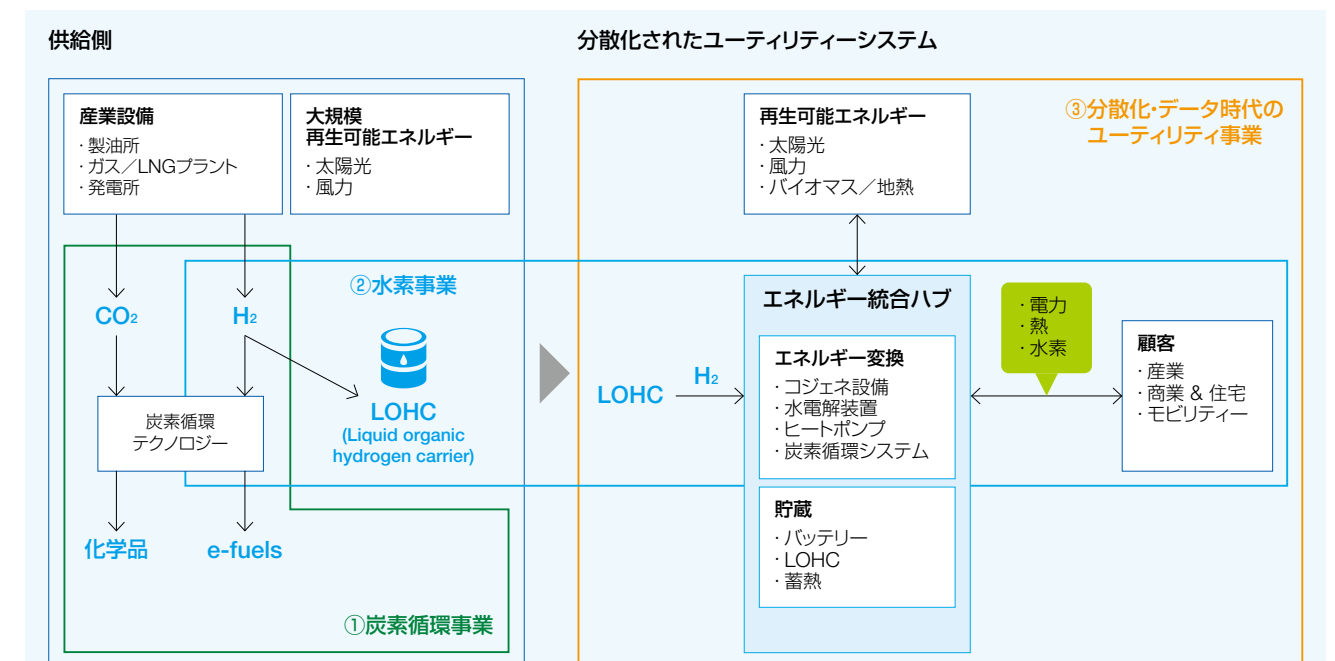 供給側
産業設備
・製油所
・ガス／LNGプラント
・発電所
大規模
再生可能エネルギー
・太陽光
・風力
②水素事業
CO₂
H₂
炭素循環
テクノロジー
LOHC
(Liquid organic
hydrogen carrier)
化学品
e-fuels
①炭素循環事業
分散化されたユーティリティーシステム
③分散化・データ時代の
ユーティリティ事業
再生可能エネルギー
・太陽光
・風力
・バイオマス／地熱
LOHC
H₂
エネルギー統合ハブ
エネルギー変換
・コジェネ設備
・水電解装置
・ヒートポンプ
・炭素循環システム
貯蔵
・バッテリー
・LOHC
・蓄熱
・電力
・熱
・水素
顧客
・産業
・商業 & 住宅
・モビリティー